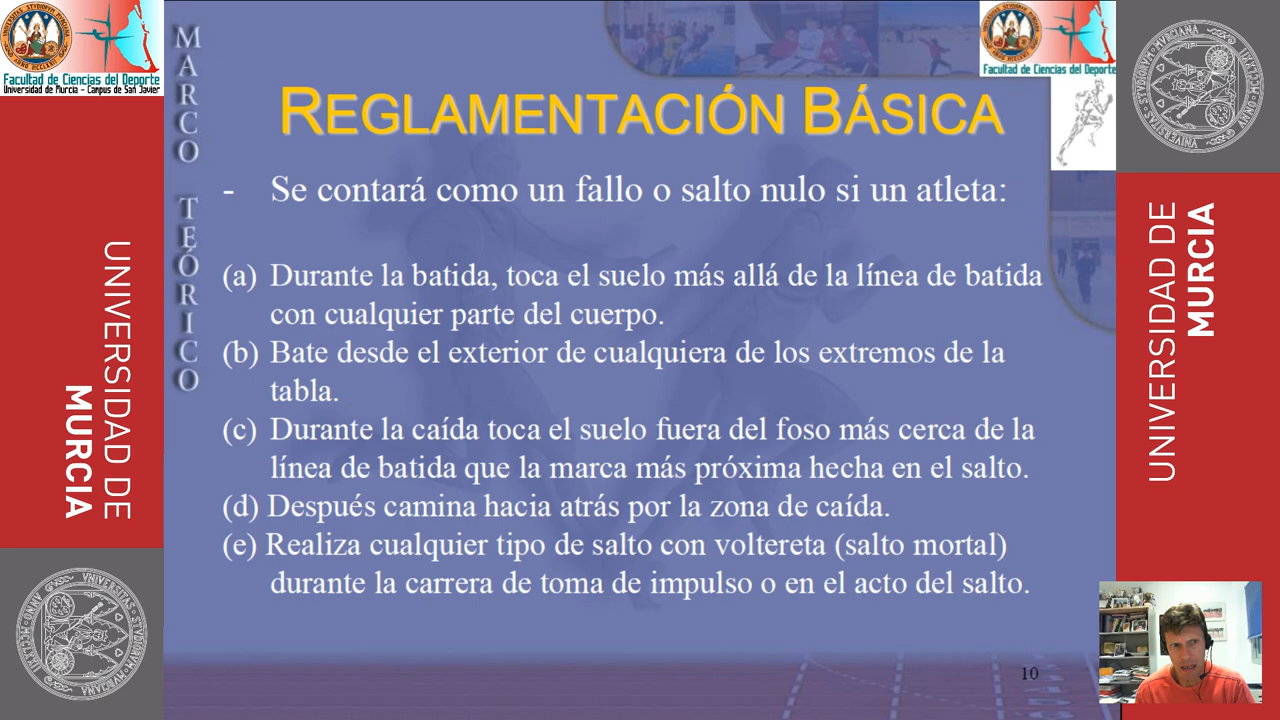 Facultad de Ciencias del Deporte
Universidad de Murcia - Campus de San Javier
UNIVERSIDAD DE
MURCIA
MARCO TEÓRICO
Facultad de Ciencias del Deporte
REGLAMENTACIÓN BÁSICA
- Se contará como un fallo o salto nulo si un atleta:
(a) Durante la batida, toca el suelo más allá de la línea de batida
con cualquier parte del cuerpo.
(b) Bate desde el exterior de cualquiera de los extremos de la
tabla.
(c) Durante la caída toca el suelo fuera del foso más cerca de la
línea de batida que la marca más próxima hecha en el salto.
(d) Después camina hacia atrás por la zona de caída.
(e) Realiza cualquier tipo de salto con voltereta (salto mortal)
durante la carrera de toma de impulso o en el acto del salto.
10
UNIVERSIDAD DE
MURCIA